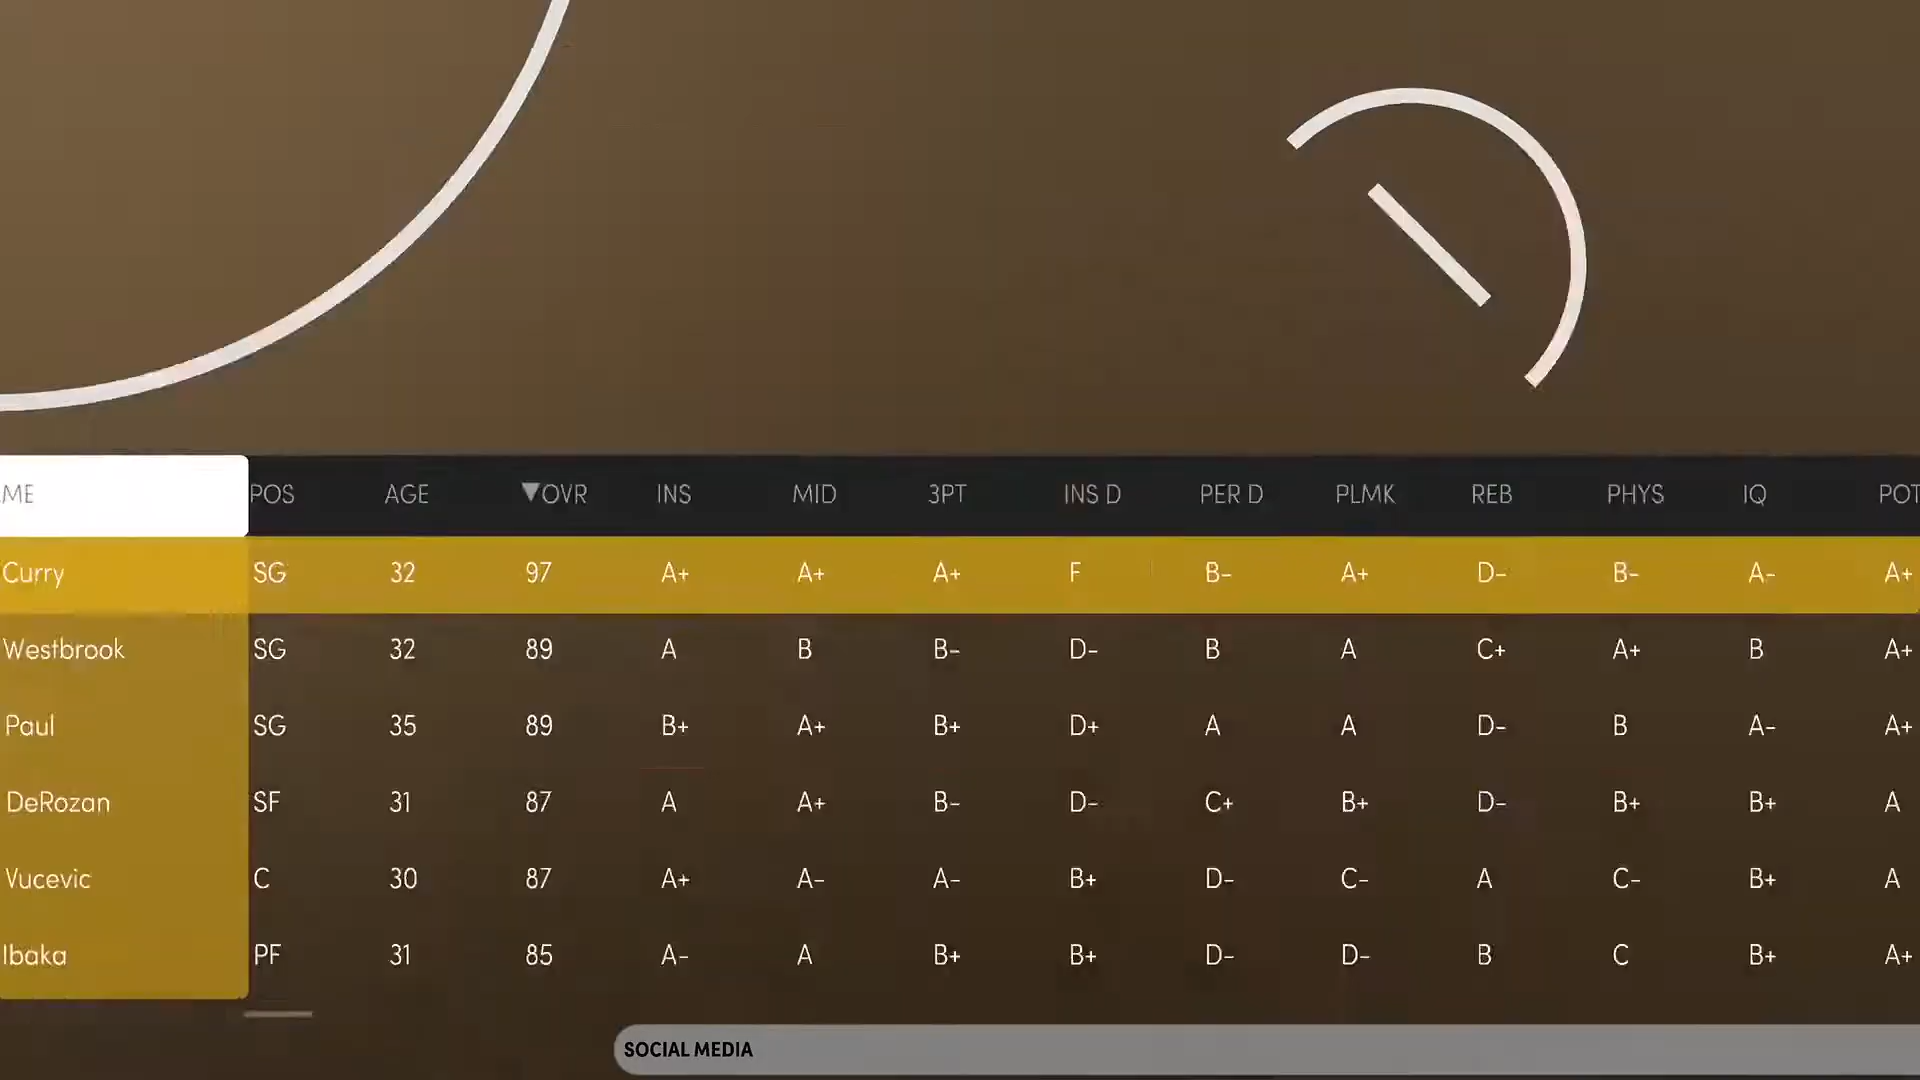 ME POS AGE ▼OVR INS MID 3PT INS D PER D PLMK REB PHYS IQ POT
Curry SG 32 97 A+ A+ A+ F B- A+ D- B- A- A+
Westbrook SG 32 89 A B B- D- B A C+ A+ B A+
Paul SG 35 89 B+ A+ B+ D+ A A D- B A- A+
DeRozan SF 31 87 A A+ B- D- C+ B+ D- B+ B+ A
Vucevic C 30 87 A+ A- A- B+ D- C- A C- B+ A
Ibaka PF 31 85 A- A B+ B+ D- D- B C B+ A+
SOCIAL MEDIA